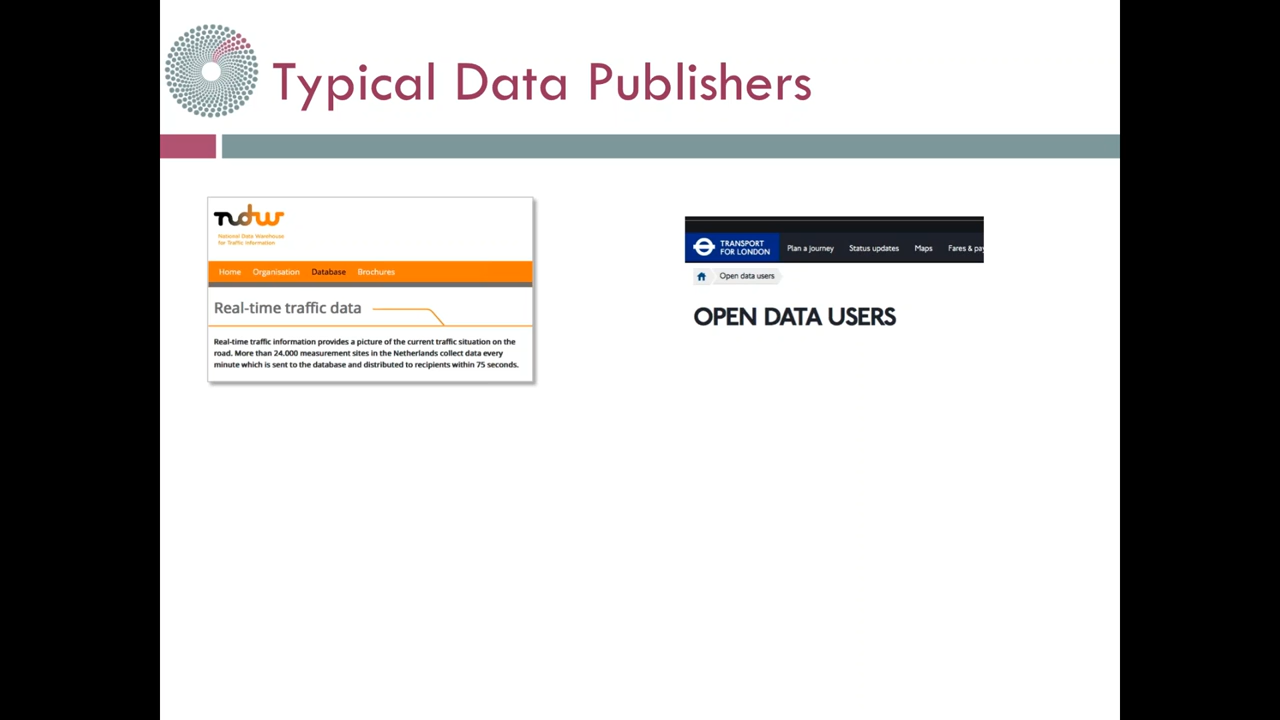 Typical Data Publishers
ndw
National Data Warehouse
for Traffic Information
Home Organisation Database Brochures
Real-time traffic data
Real-time traffic information provides a picture of the current traffic situation on the
road. More than 24.000 measurement sites in the Netherlands collect data every
minute which is sent to the database and distributed to recipients within 75 seconds.
TRANSPORT
FOR LONDON
Plan a journey Status updates Maps Fares & pay
Open data users
OPEN DATA USERS